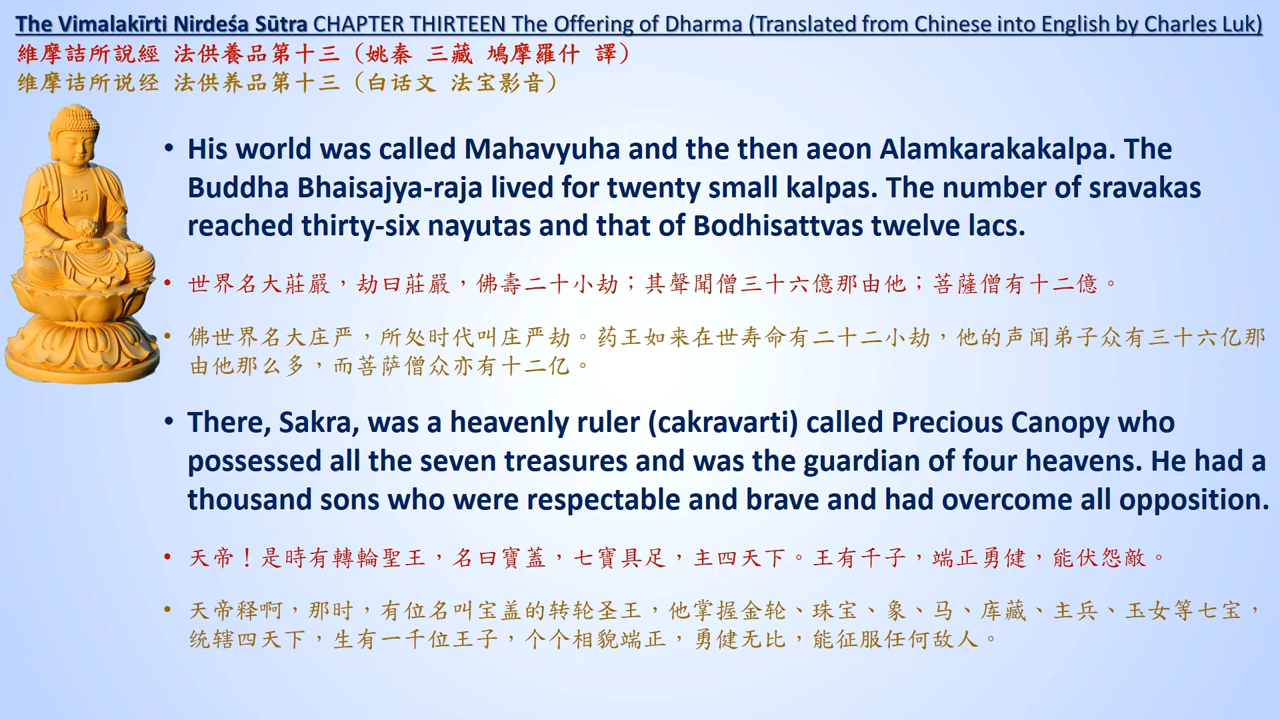 The Vimalakīrti Nirdeśa Sūtra CHAPTER THIRTEEN The Offering of Dharma (Translated from Chinese into English by Charles Luk)
維摩詰所說經 法供養品第十三（姚秦 三藏 鳩摩羅什 譯）
维摩诘所说经 法供养品第十三（白话文 法宝影音）
• His world was called Mahavyuha and the then aeon Alamkarakakalpa. The
Buddha Bhaisajya-raja lived for twenty small kalpas. The number of sravakas
reached thirty-six nayutas and that of Bodhisattvas twelve lacs.
• 世界名大莊嚴，劫曰莊嚴，佛壽二十小劫；其聲聞僧三十六億那由他；菩薩僧有十二億。
• 佛世界名大庄严，所处时代叫庄严劫。药王如来在世寿命有二十二小劫，他的声闻弟子众有三十六亿那
由他那么多，而菩萨僧众亦有十二亿。
• There, Sakra, was a heavenly ruler (cakravarti) called Precious Canopy who
possessed all the seven treasures and was the guardian of four heavens. He had a
thousand sons who were respectable and brave and had overcome all opposition.
• 天帝！是時有轉輪聖王，名曰寶蓋，七寶具足，主四天下。王有千子，端正勇健，能伏怨敵。
• 天帝释啊，那时，有位名叫宝盖的转轮圣王，他掌握金轮、珠宝、象、马、库藏、主兵、玉女等七宝，
统辖四天下，生有一千位王子，个个相貌端正，勇健无比，能征服任何敌人。